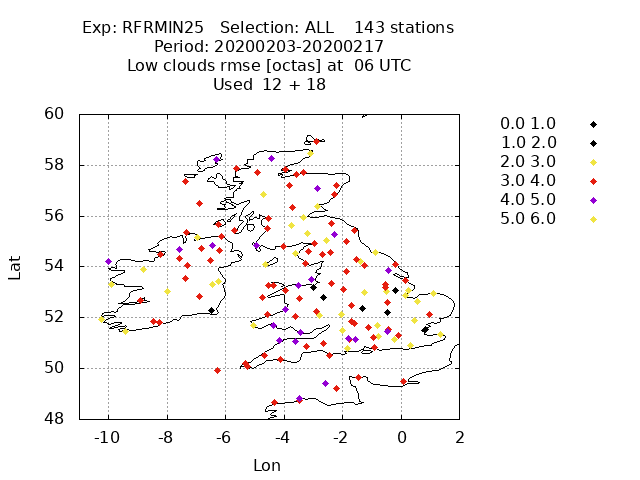 Exp: RFRMIN25 Selection: ALL 143 stations
Period: 20200203-20200217
Low clouds rmse [octas] at 06 UTC
Used 12 + 18
60
58
56
54
52
50
48
-10 -8 -6 -4 -2 0 2
Lat
Lon
0.0 1.0
1.0 2.0
2.0 3.0
3.0 4.0
4.0 5.0
5.0 6.0